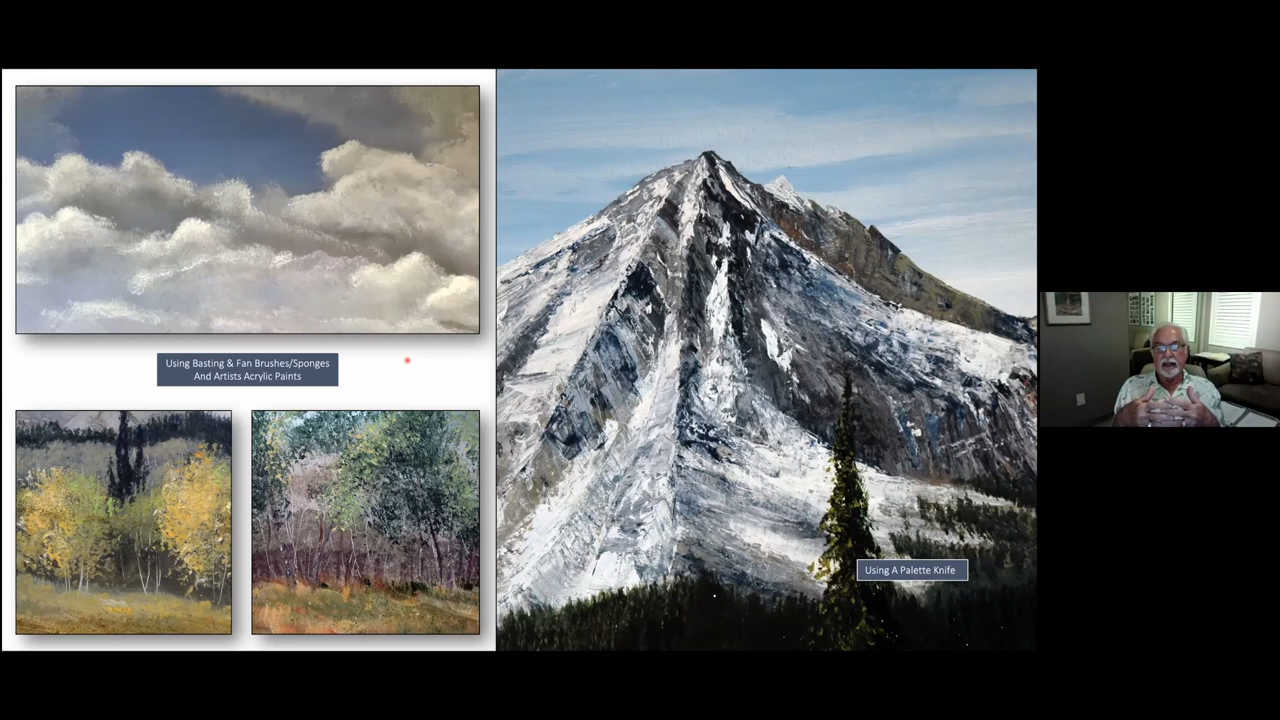 Using Basting & Fan Brushes/Sponges
And Artists Acrylic Paints
Using A Palette Knife